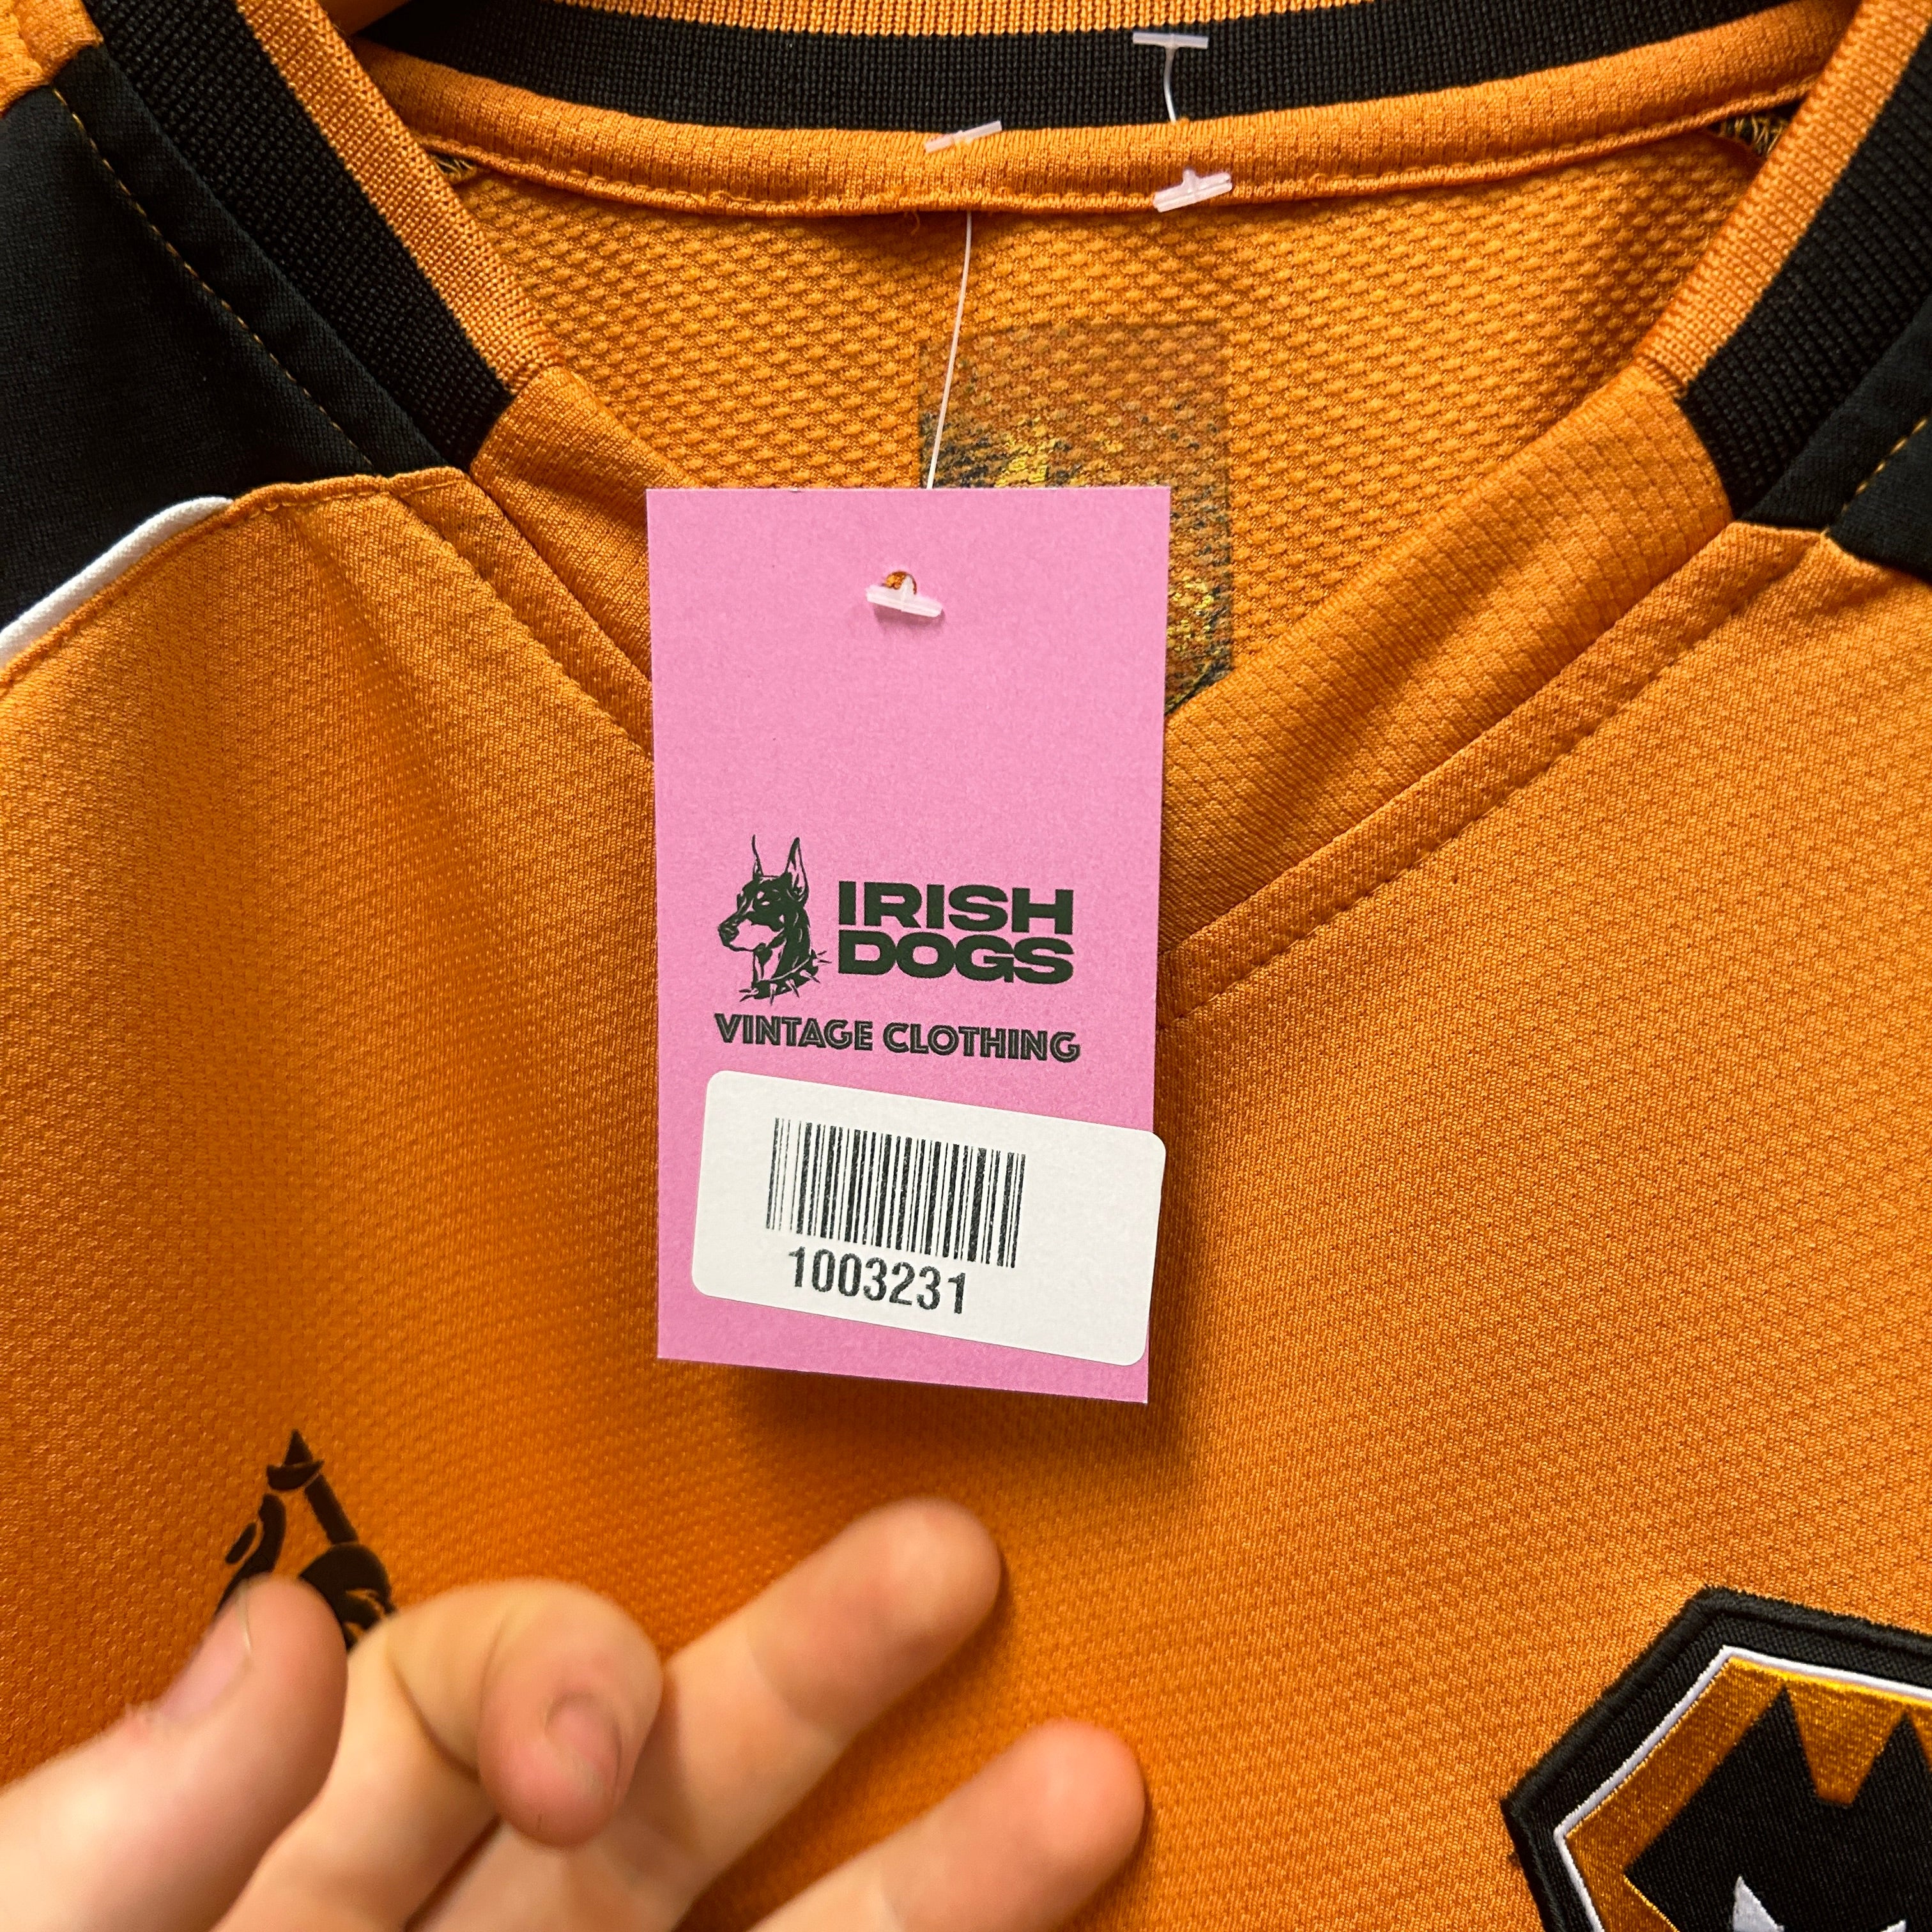 IRISH
DOGS
VINTAGE CLOTHING
1003231